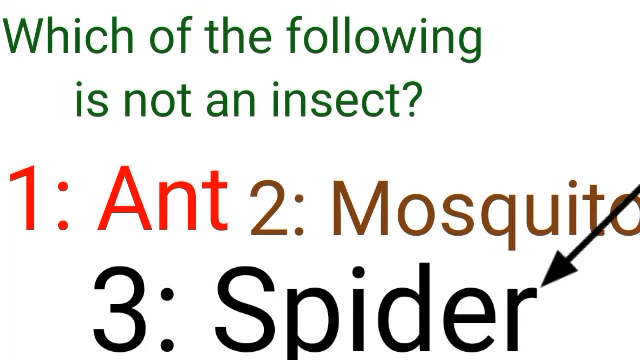 Which of the following
is not an insect?
1: Ant 2: Mosquito
3: Spider